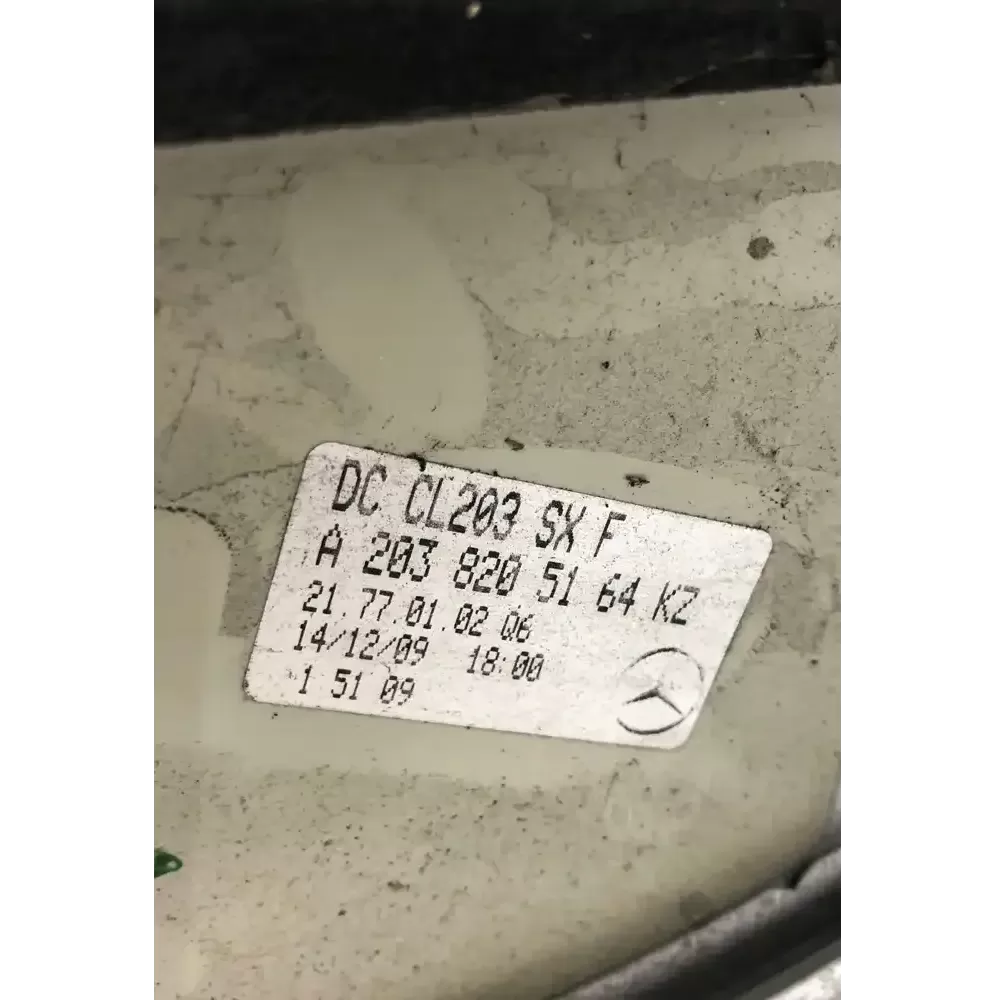 DC CL203 SX F
A 203 820 51 64 KZ
21.77.01.02 Q6
14/12/09 18:00
1 51 09